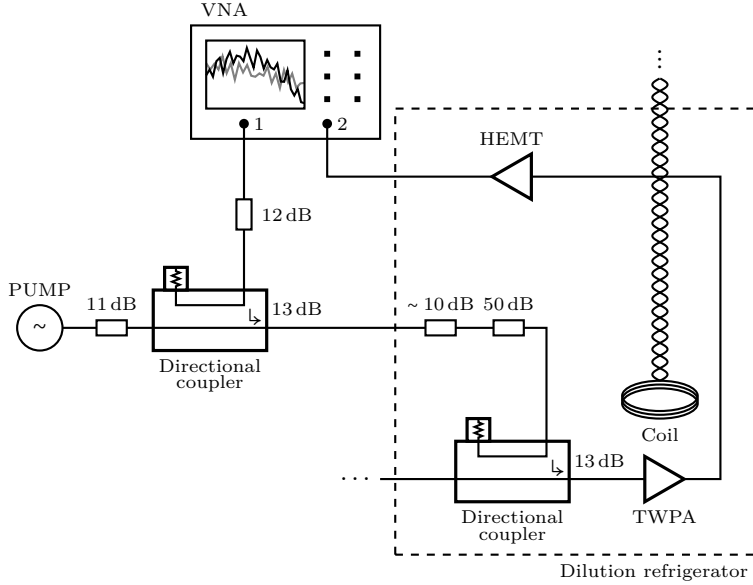 VNA
1
2
HEMT
12 dB
PUMP
11 dB
~
13 dB
~ 10 dB
50 dB
Directional
coupler
Coil
13 dB
TWPA
Directional
coupler
Dilution refrigerator